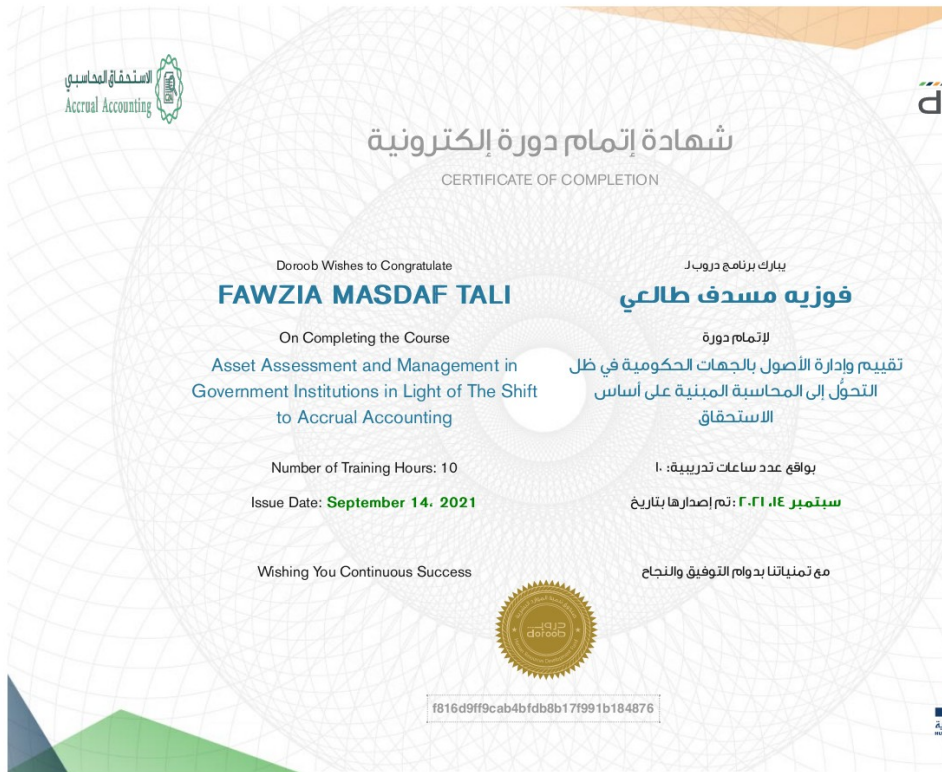 الاستحقاق المحاسبي
Accrual Accounting
شهادة إتمام دورة إلكترونية
CERTIFICATE OF COMPLETION
Doroob Wishes to Congratulate
FAWZIA MASDAF TALI
On Completing the Course
Asset Assessment and Management in
Government Institutions in Light of The Shift
to Accrual Accounting
Number of Training Hours: 10
Issue Date: September 14، 2021
Wishing You Continuous Success
يبارك برنامج دروب لـ
فوزيه مسدف طالعي
لإتمام دورة
تقييم وإدارة الأصول بالجهات الحكومية في ظل
التحوُّل إلى المحاسبة المبنية على أساس
الاستحقاق
بواقع عدد ساعات تدريبية: ١٠
سبتمبر ١٤، ٢٠٢١ :تم إصدارها بتاريخ
مع تمنياتنا بدوام التوفيق والنجاح
دروب
doroob
f816d9ff9cab4bfdb8b17f991b184876